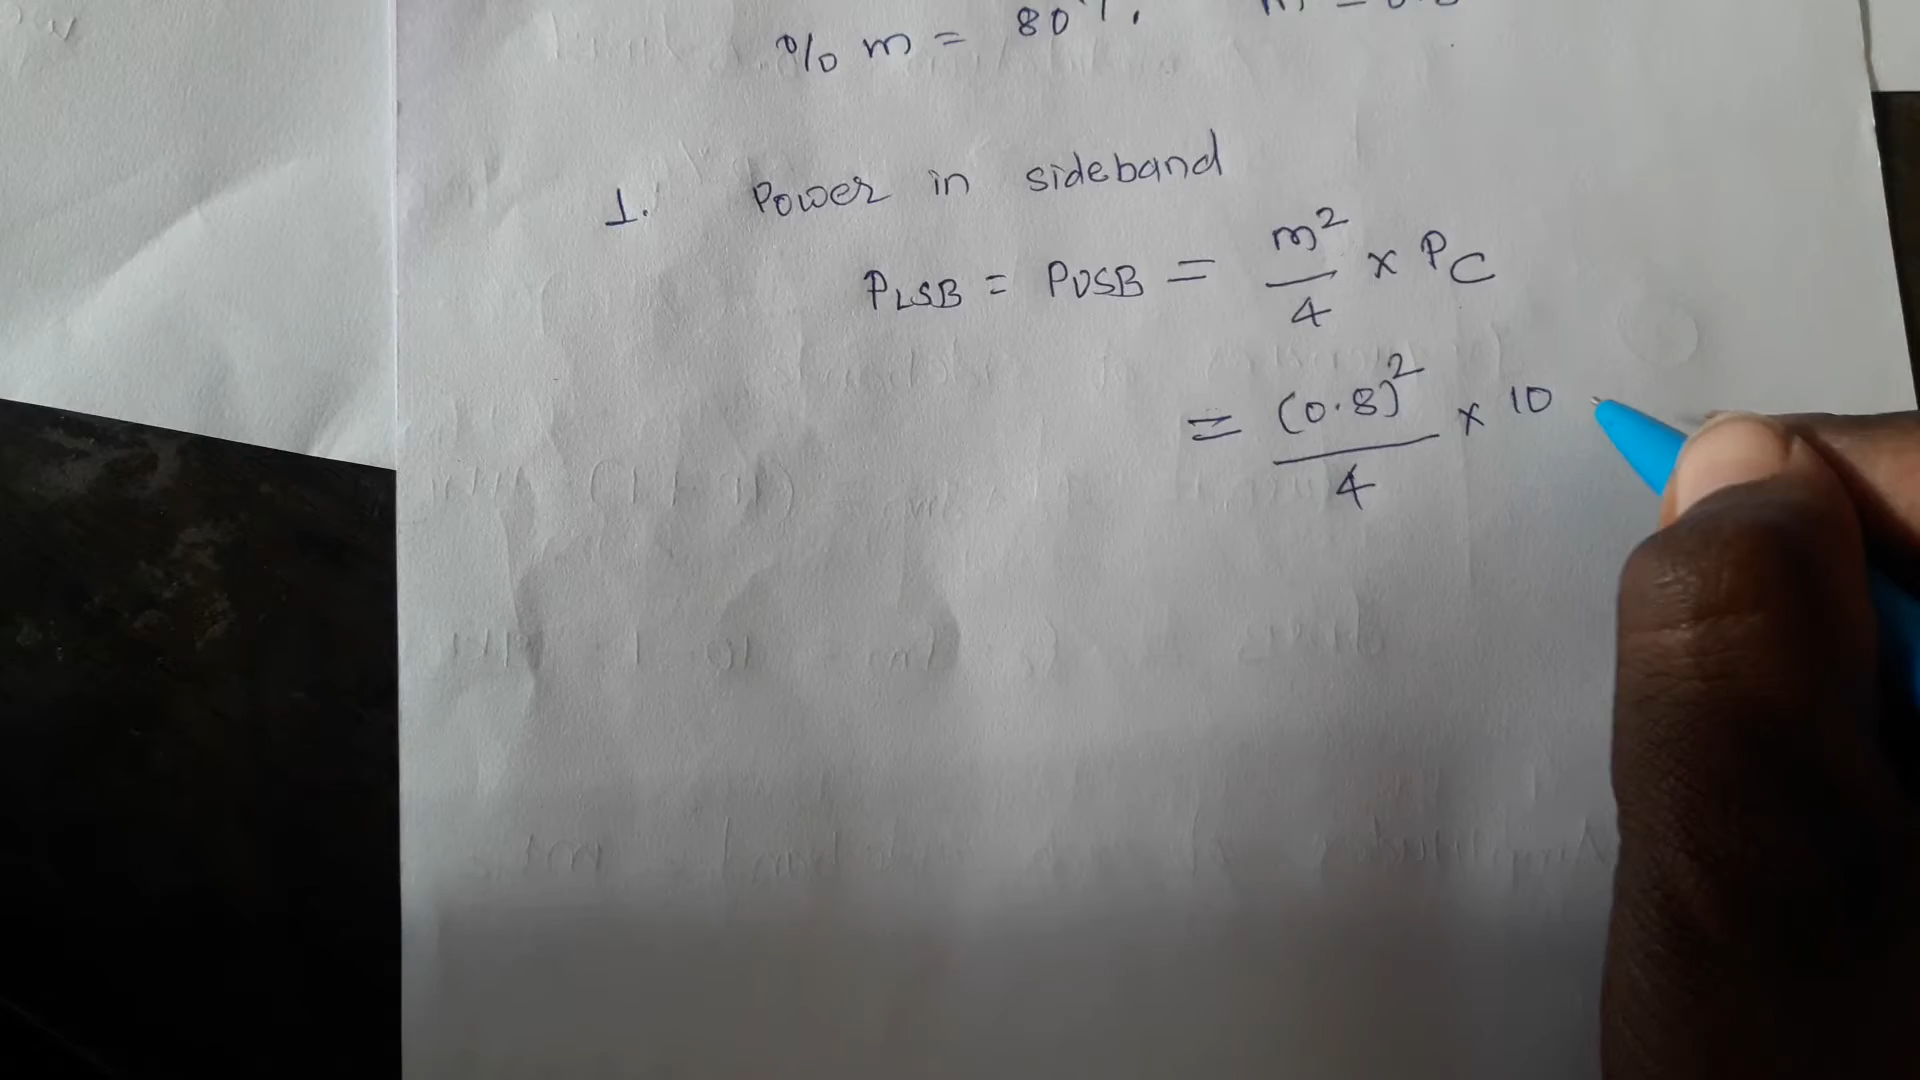 % m = 80%.
1. Power in sideband
PLSB = PUSB = m²/4 x PC
= (0.8)²/4 x 10